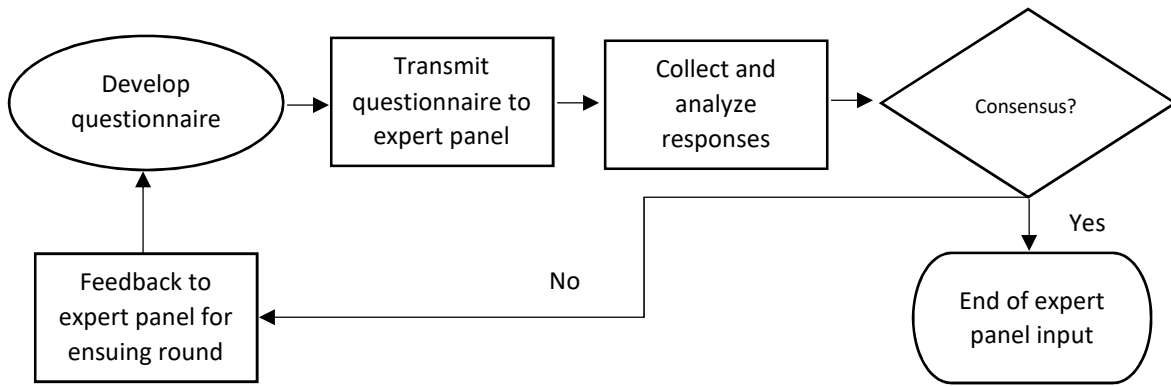 Develop
questionnaire
Transmit
questionnaire to
expert panel
Collect and
analyze
responses
Consensus?
Yes
No
Feedback to
expert panel for
ensuing round
End of expert
panel input